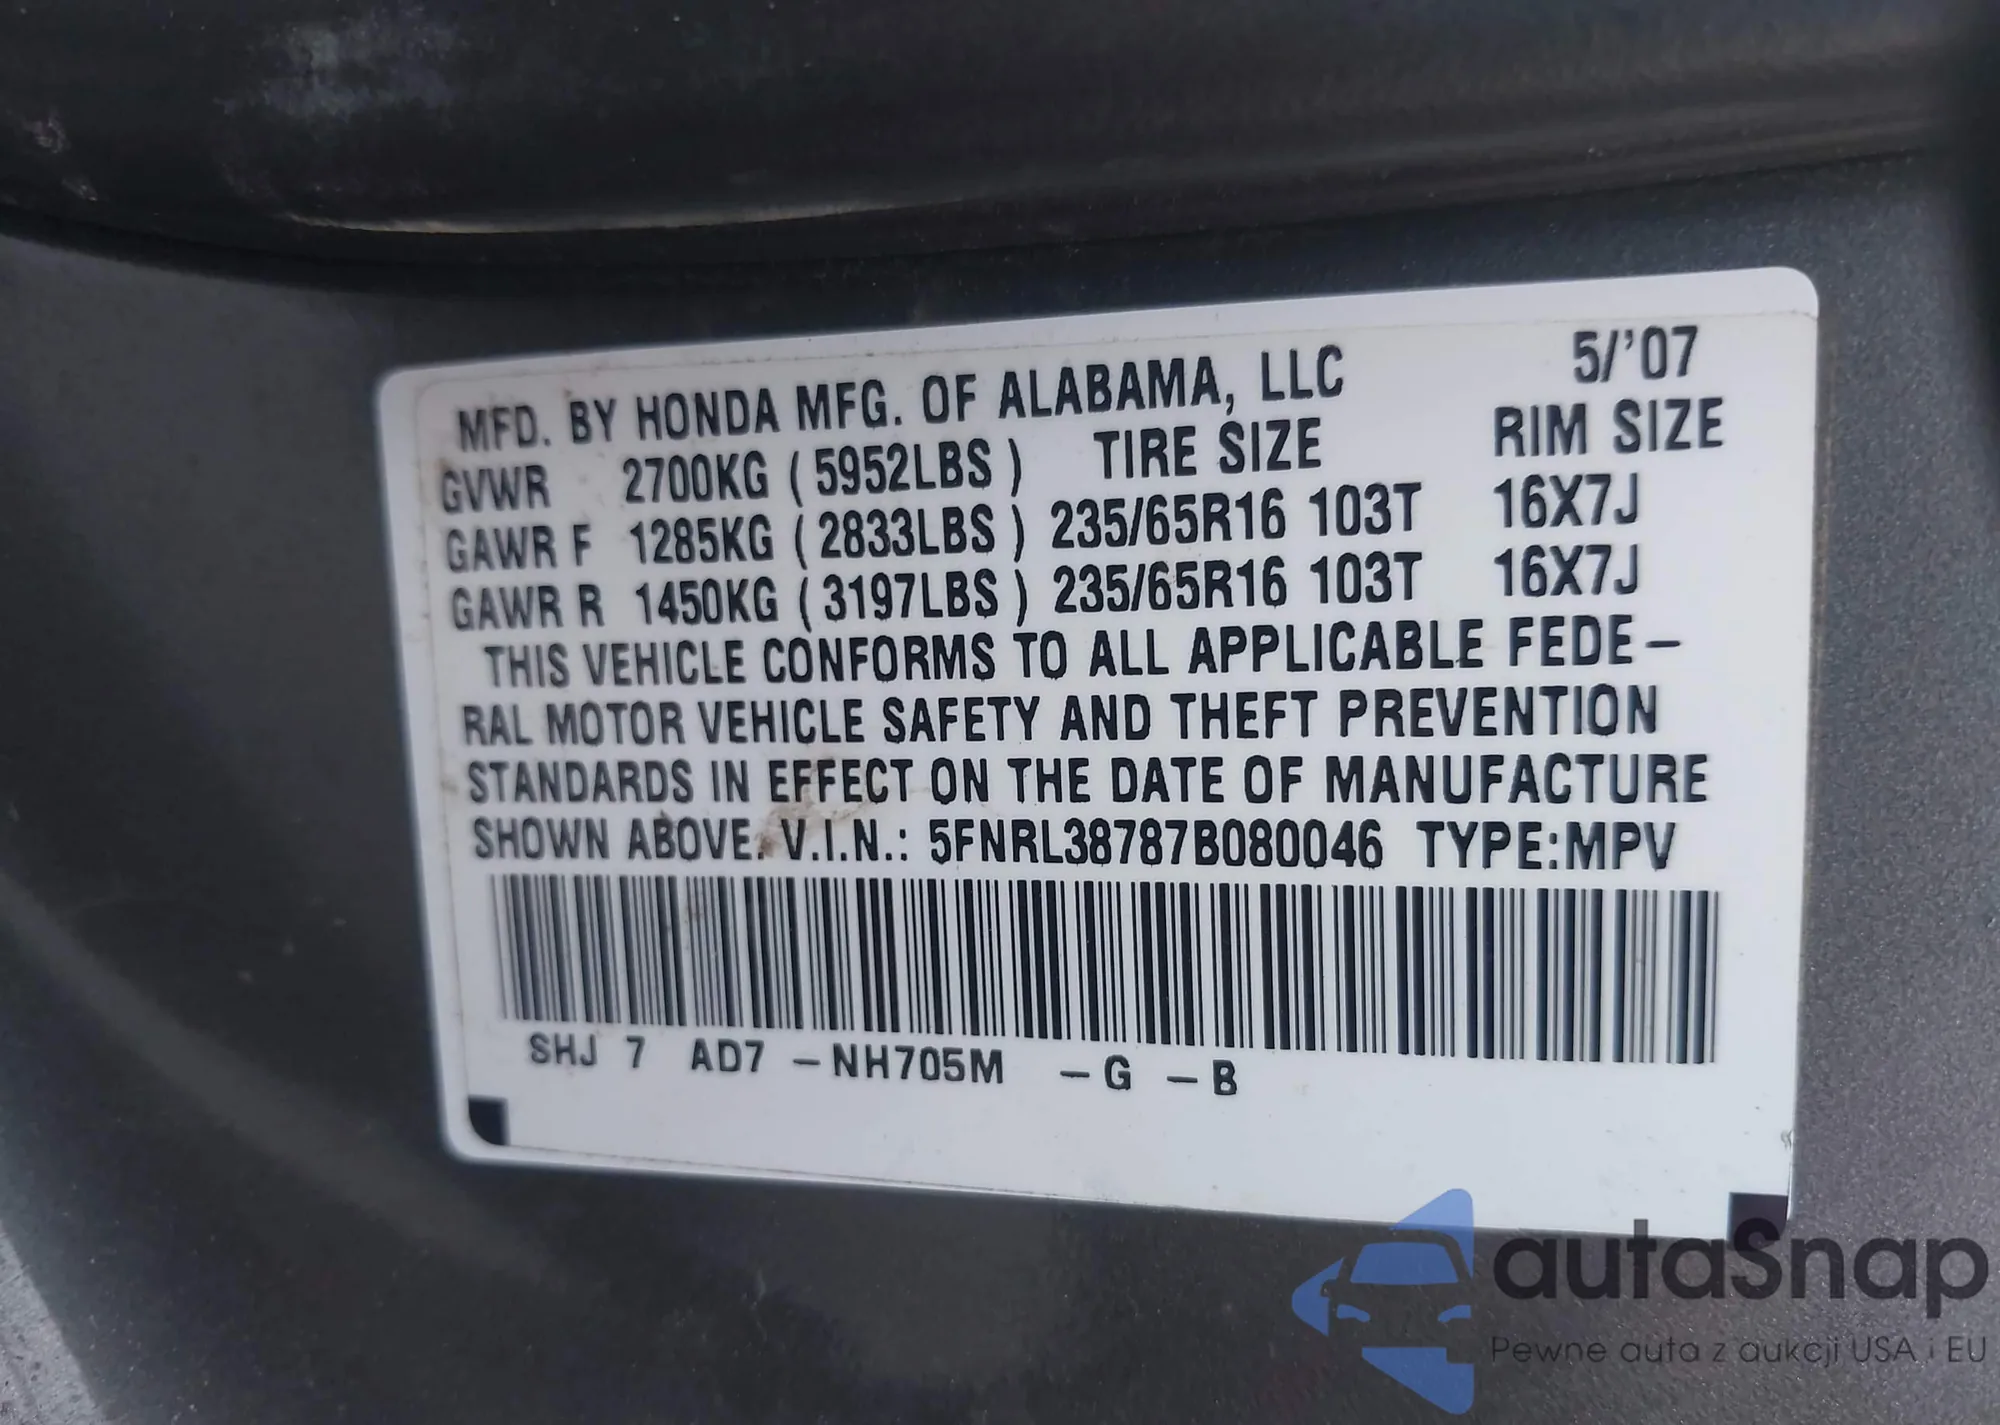 MFD. BY HONDA MFG. OF ALABAMA, LLC 5/'07
GVWR 2700KG ( 5952LBS ) TIRE SIZE RIM SIZE
GAWR F 1285KG ( 2833LBS ) 235/65R16 103T 16X7J
GAWR R 1450KG ( 3197LBS ) 235/65R16 103T 16X7J
THIS VEHICLE CONFORMS TO ALL APPLICABLE FEDE-
RAL MOTOR VEHICLE SAFETY AND THEFT PREVENTION
STANDARDS IN EFFECT ON THE DATE OF MANUFACTURE
SHOWN ABOVE. V.I.N.: 5FNRL38787B080046 TYPE:MPV
SHJ 7 AD7 -NH705M -G -B
autaSnap
Pewne auta z aukcji USA i EU